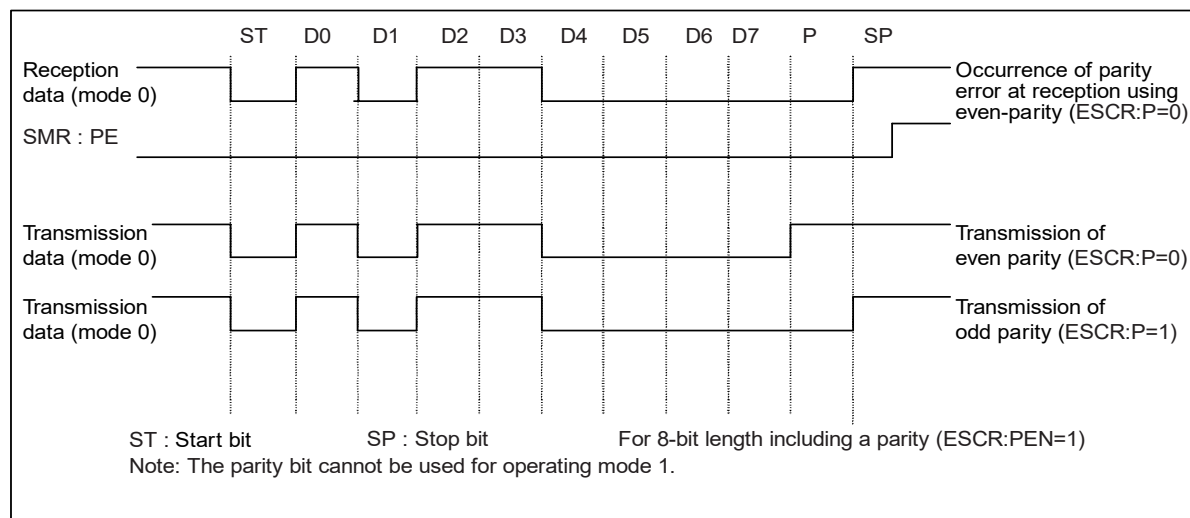 ST D0 D1 D2 D3 D4 D5 D6 D7 P SP
Reception
data (mode 0)
Occurrence of parity
error at reception using
even-parity (ESCR:P=0)
SMR : PE
Transmission
data (mode 0)
Transmission of
even parity (ESCR:P=0)
Transmission
data (mode 0)
Transmission of
odd parity (ESCR:P=1)
ST : Start bit SP : Stop bit For 8-bit length including a parity (ESCR:PEN=1)
Note: The parity bit cannot be used for operating mode 1.